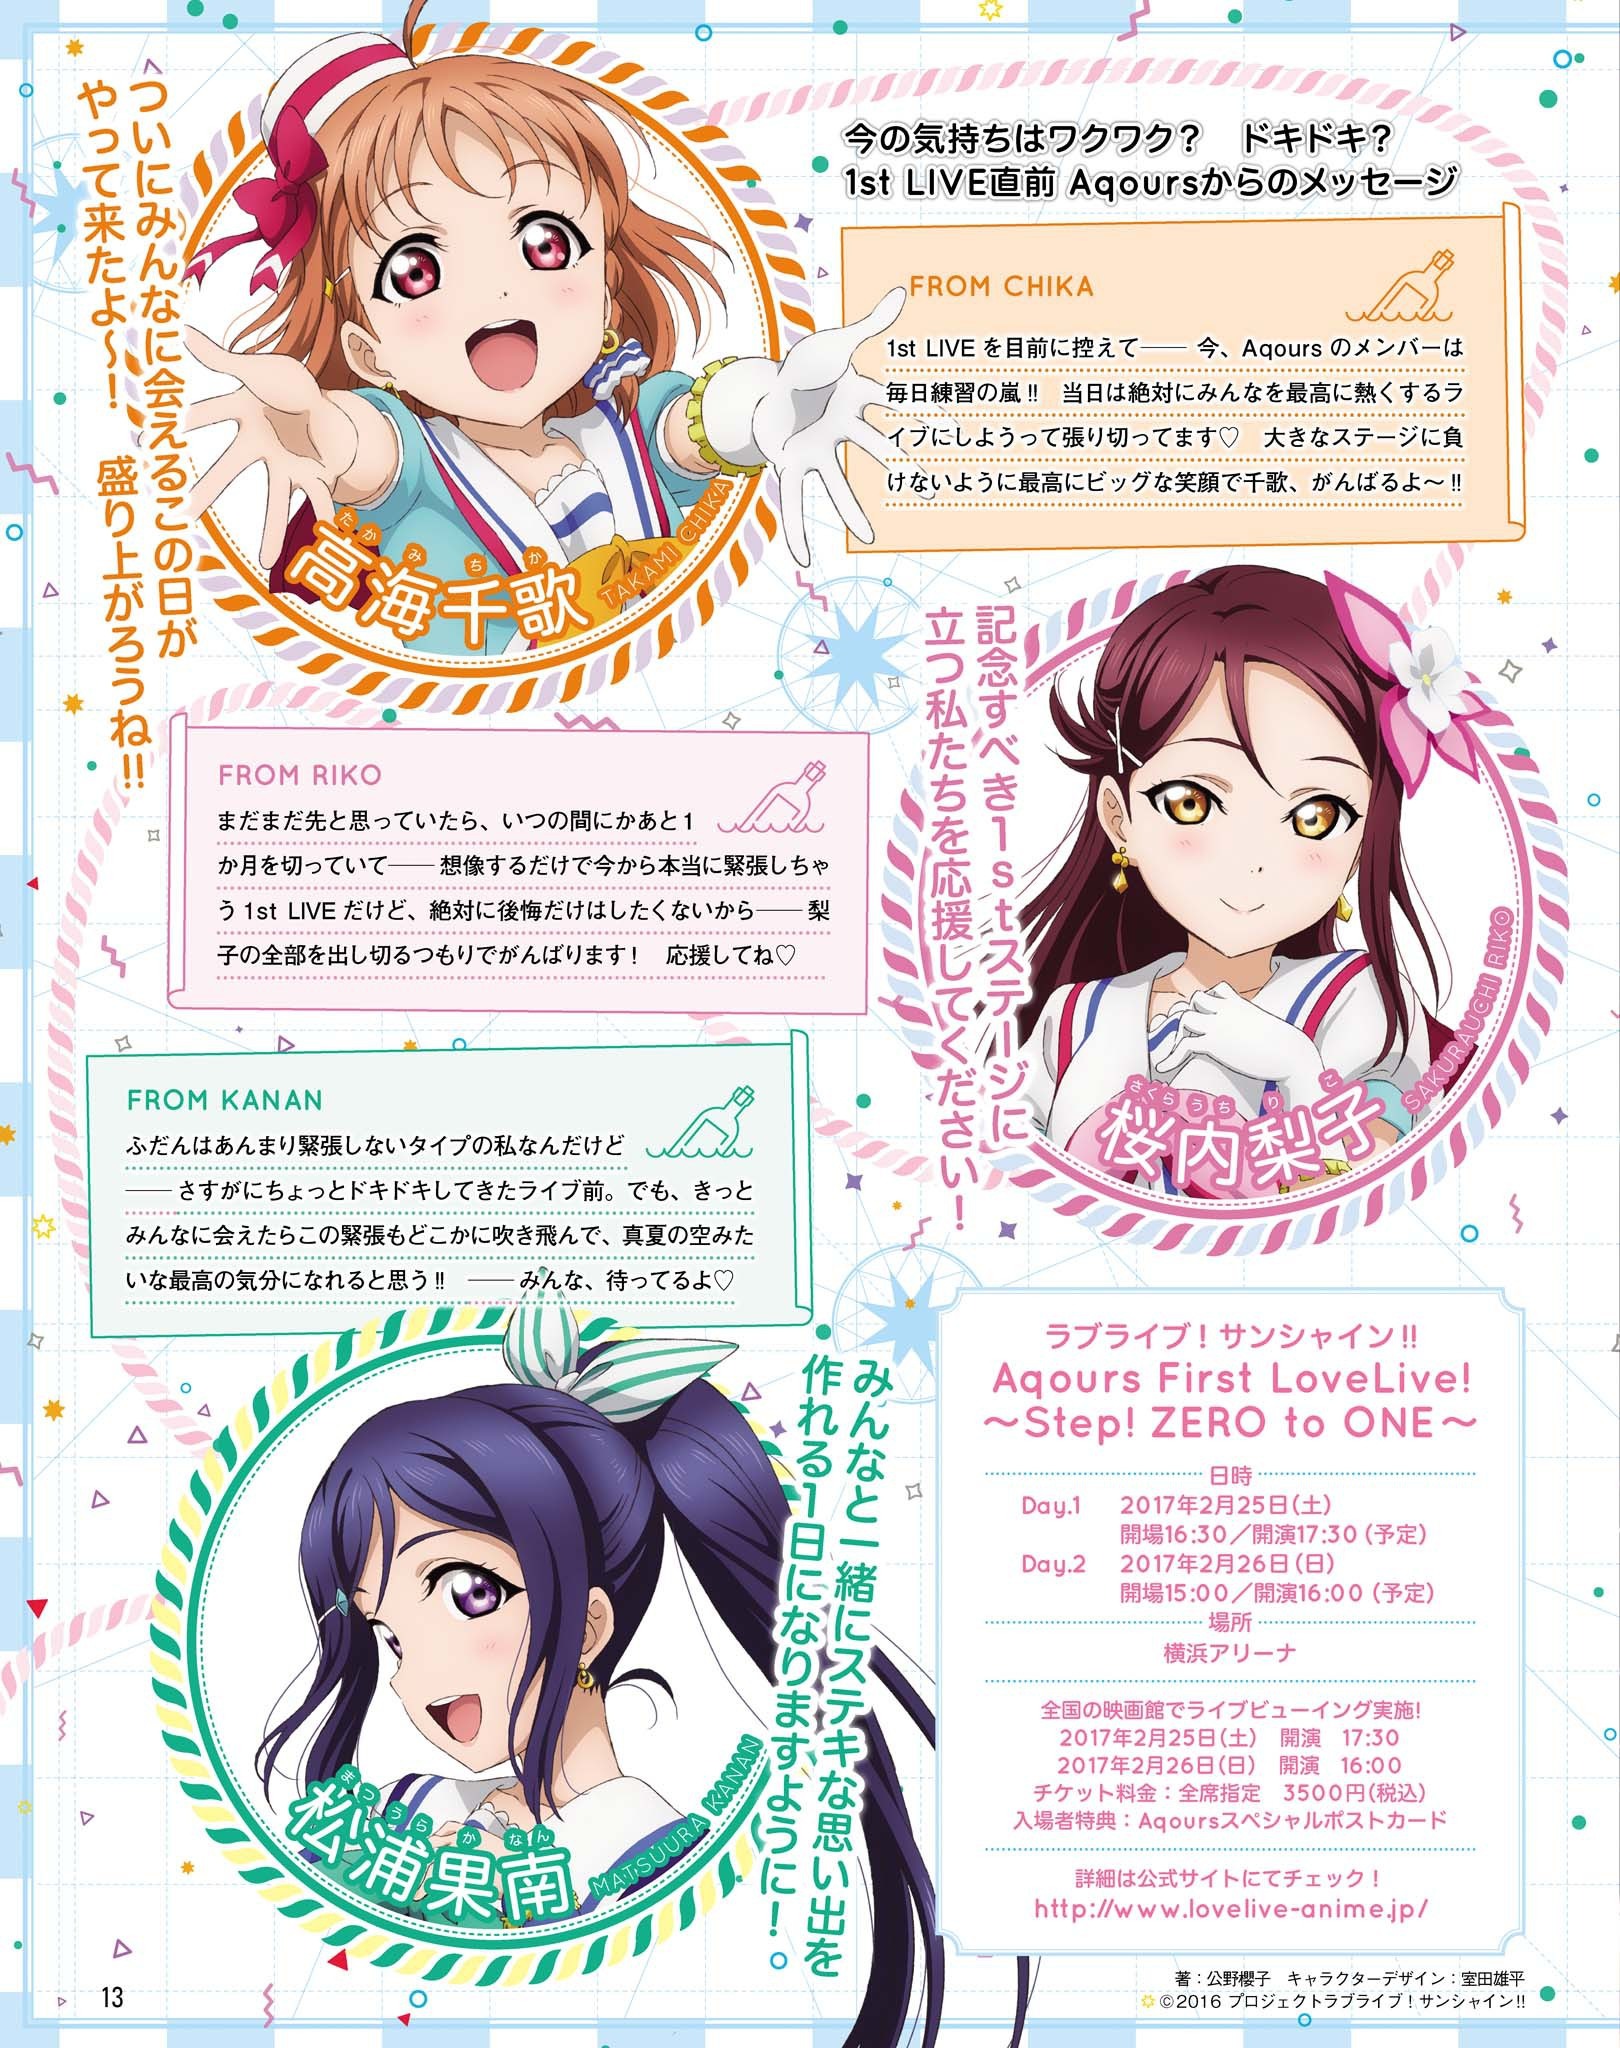 今の気持ちはワクワク？　ドキドキ？
1st LIVE直前 Aqoursからのメッセージ
ついにみんなに会えるこの日が
やって来たよ～！　盛り上がろうね!!
たかみちか
高海千歌
TAKAMI CHIKA
FROM CHIKA
1st LIVE を目前に控えて── 今、Aqours のメンバーは
毎日練習の嵐!!　当日は絶対にみんなを最高に熱くするラ
イブにしようって張り切ってます♡　大きなステージに負
けないように最高にビッグな笑顔で千歌、がんばるよ～!!
記念すべき1stステージに
立つ私たちを応援してください！
さくらうちりこ
桜内梨子
SAKURAUCHI RIKO
FROM RIKO
まだまだ先と思っていたら、いつの間にかあと1
か月を切っていて── 想像するだけで今から本当に緊張しちゃ
う 1st LIVE だけど、絶対に後悔だけはしたくないから── 梨
子の全部を出し切るつもりでがんばります！　応援してね♡
FROM KANAN
ふだんはあんまり緊張しないタイプの私なんだけど
── さすがにちょっとドキドキしてきたライブ前。でも、きっと
みんなに会えたらこの緊張もどこかに吹き飛んで、真夏の空みた
いな最高の気分になれると思う!!　── みんな、待ってるよ♡
みんなと一緒にステキな思い出を
作れる1日になりますように！
まつうらかなん
松浦果南
MATSUURA KANAN
ラブライブ！サンシャイン!!
Aqours First LoveLive!
～Step! ZERO to ONE～
日時
Day.1　2017年2月25日(土)
開場16:30／開演17:30 (予定)
Day.2　2017年2月26日(日)
開場15:00／開演16:00 (予定)
場所
横浜アリーナ
全国の映画館でライブビューイング実施!
2017年2月25日(土)　開演　17:30
2017年2月26日(日)　開演　16:00
チケット料金：全席指定　3500円(税込)
入場者特典：Aqoursスペシャルポストカード
詳細は公式サイトにてチェック！
http://www.lovelive-anime.jp/
著：公野櫻子　キャラクターデザイン：室田雄平
©2016 プロジェクトラブライブ！サンシャイン!!
13